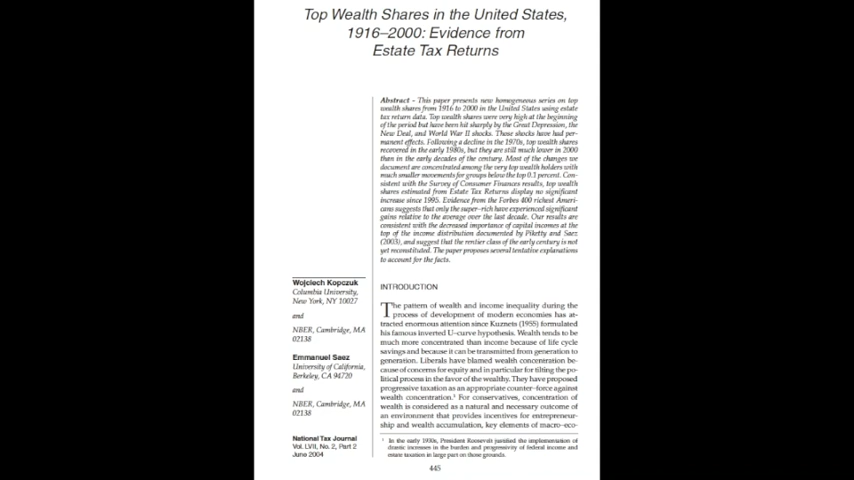 Top Wealth Shares in the United States,
1916–2000: Evidence from
Estate Tax Returns
Abstract - This paper presents new homogeneous series on top
wealth shares from 1916 to 2000 in the United States using estate
tax return data. Top wealth shares were very high at the beginning
of the period but have been hit sharply by the Great Depression, the
New Deal, and World War II shocks. Those shocks have had per-
manent effects. Following a decline in the 1970s, top wealth shares
recovered in the early 1980s, but they are still much lower in 2000
than in the early decades of the century. Most of the changes we
document are concentrated among the very top wealth holders with
much smaller movements for groups below the top 0.1 percent. Con-
sistent with the Survey of Consumer Finances results, top wealth
shares estimated from Estate Tax Returns display no significant
increase since 1995. Evidence from the Forbes 400 richest Ameri-
cans suggests that only the super–rich have experienced significant
gains relative to the average over the last decade. Our results are
consistent with the decreased importance of capital incomes at the
top of the income distribution documented by Piketty and Saez
(2003), and suggest that the rentier class of the early century is not
yet reconstituted. The paper proposes several tentative explanations
to account for the facts.
Wojciech Kopczuk
Columbia University,
New York, NY 10027
and
NBER, Cambridge, MA
02138
Emmanuel Saez
University of California,
Berkeley, CA 94720
and
NBER, Cambridge, MA
02138
National Tax Journal
Vol. LVII, No. 2, Part 2
June 2004
INTRODUCTION
The pattern of wealth and income inequality during the
process of development of modern economies has at-
tracted enormous attention since Kuznets (1955) formulated
his famous inverted U–curve hypothesis. Wealth tends to be
much more concentrated than income because of life cycle
savings and because it can be transmitted from generation to
generation. Liberals have blamed wealth concentration be-
cause of concerns for equity and in particular for tilting the po-
litical process in the favor of the wealthy. They have proposed
progressive taxation as an appropriate counter–force against
wealth concentration.¹ For conservatives, concentration of
wealth is considered as a natural and necessary outcome of
an environment that provides incentives for entrepreneur-
ship and wealth accumulation, key elements of macro–eco-
¹ In the early 1930s, President Roosevelt justified the implementation of
drastic increases in the burden and progressivity of federal income and
estate taxation in large part on those grounds.
445